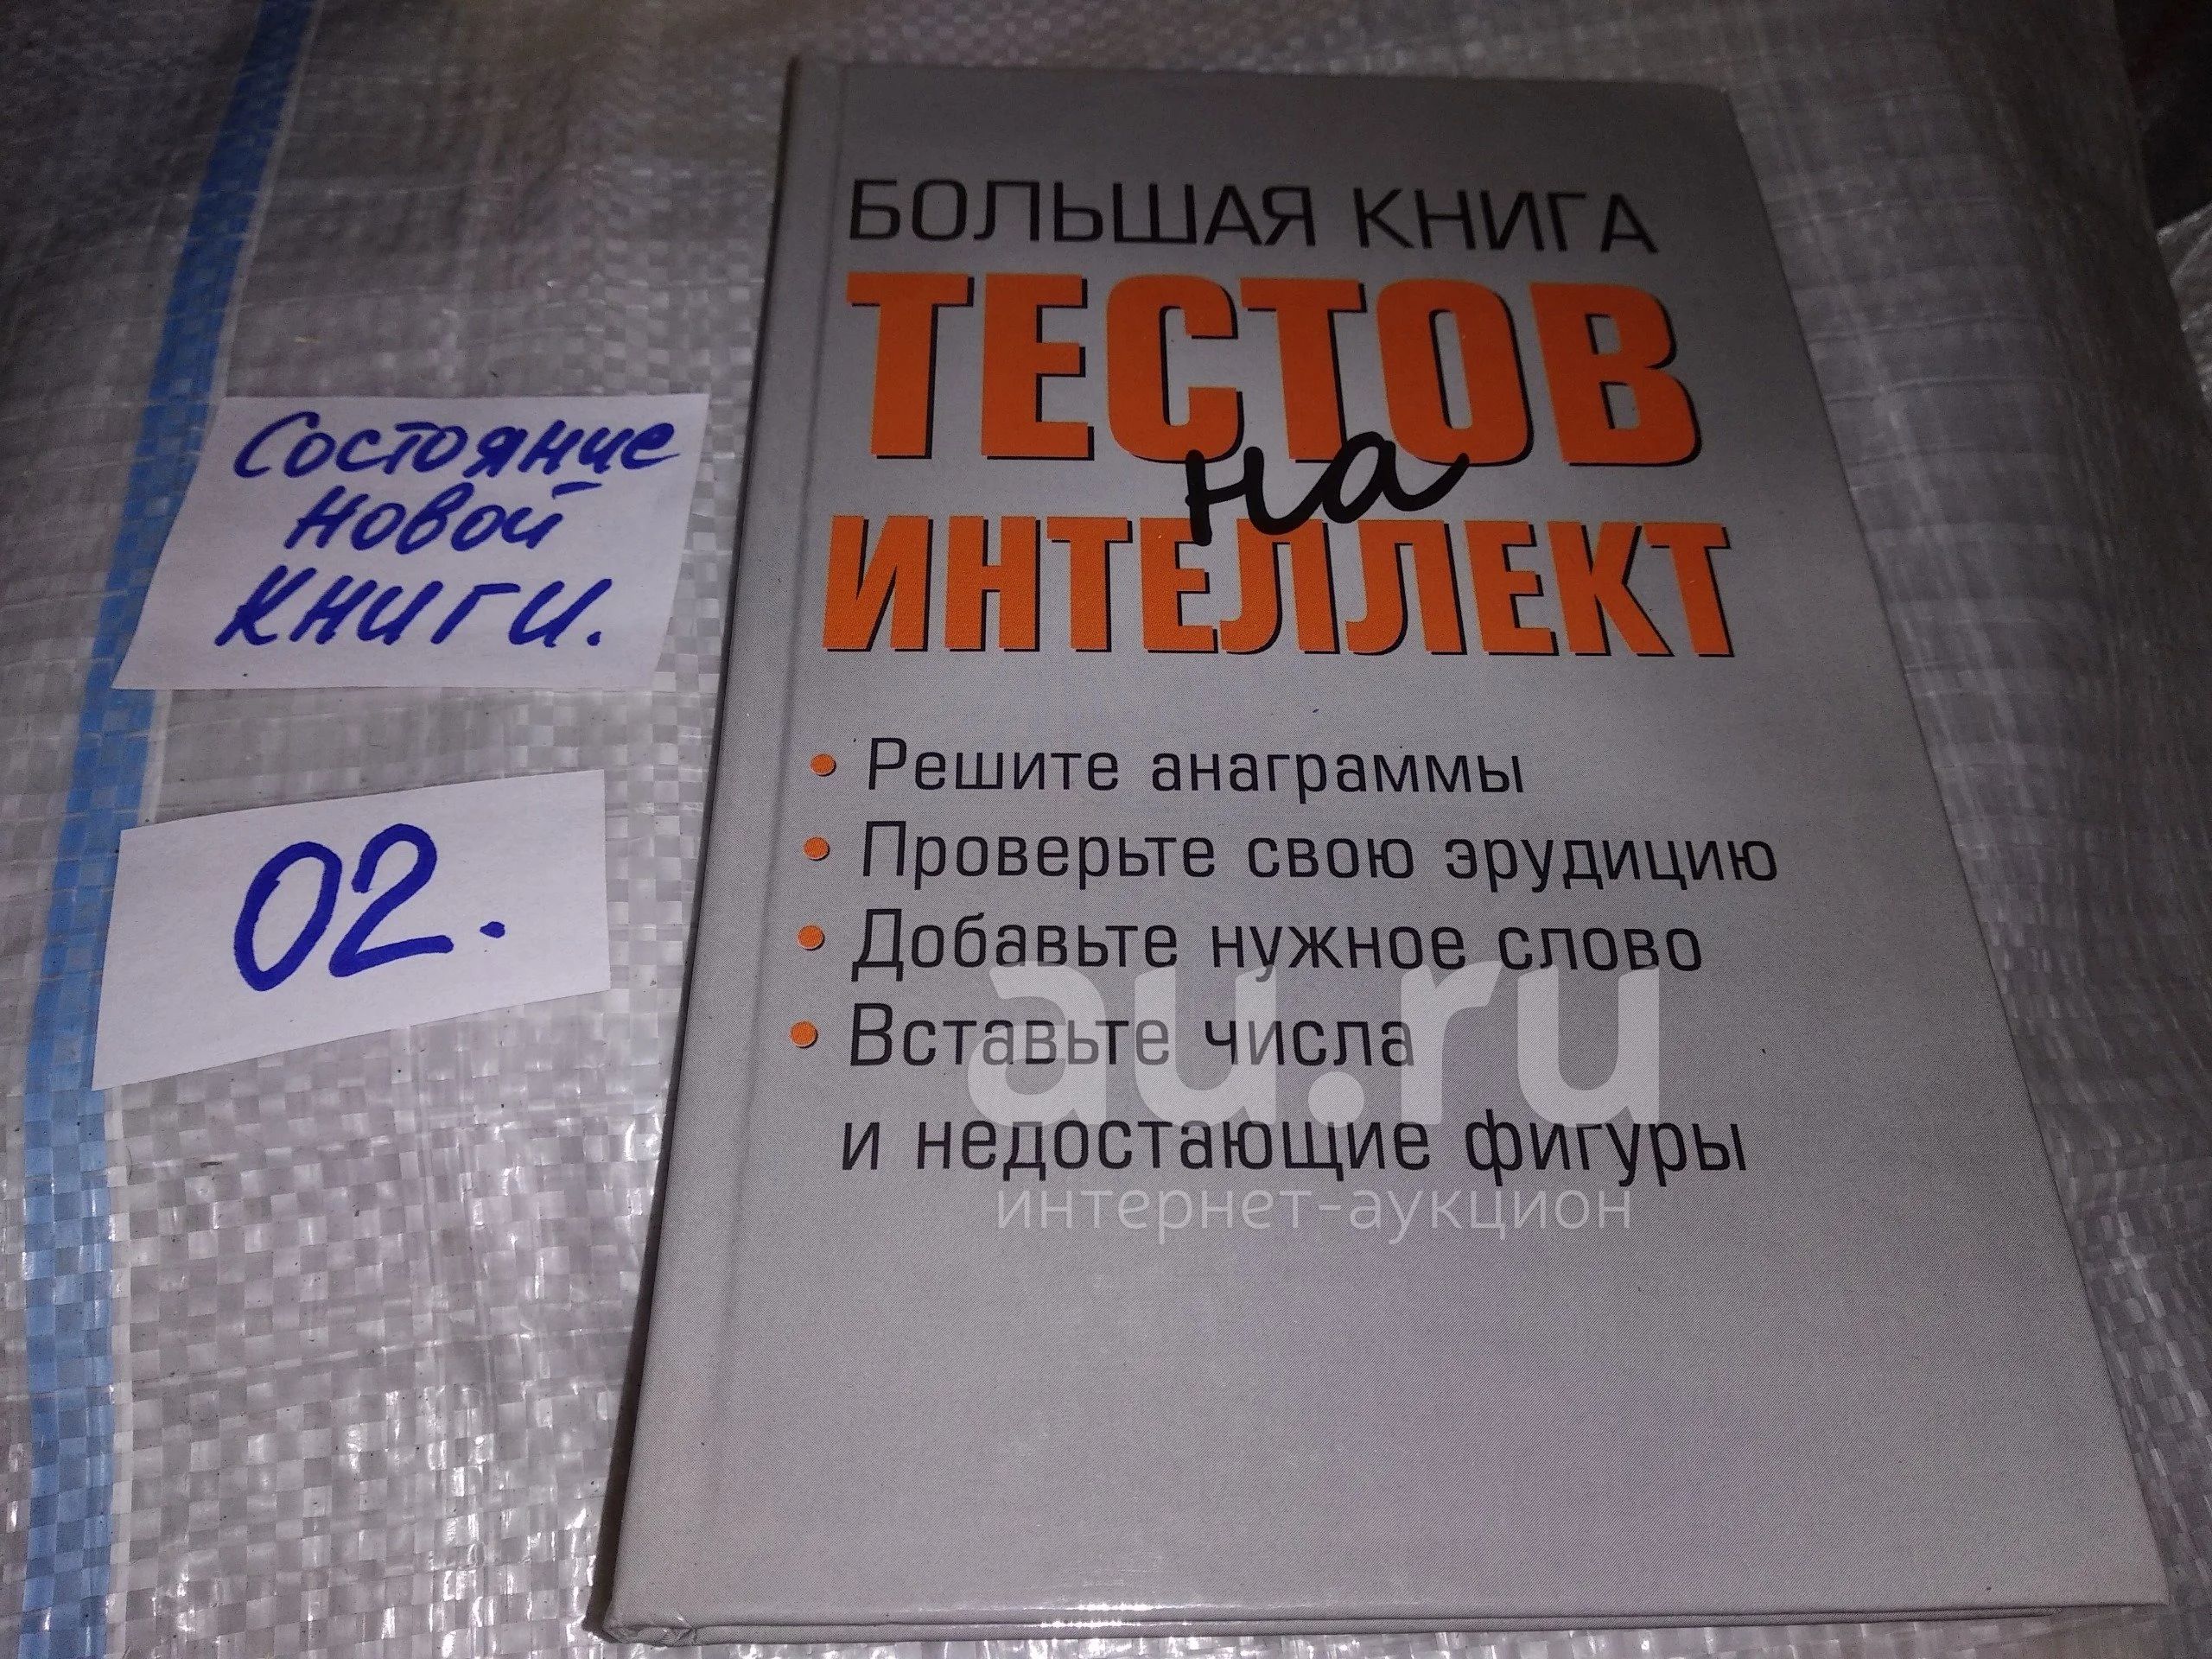 Состояние
новой
книги.
02.
БОЛЬШАЯ КНИГА
ТЕСТОВ
на
ИНТЕЛЛЕКТ
• Решите анаграммы
• Проверьте свою эрудицию
• Добавьте нужное слово
• Вставьте числа
и недостающие фигуры
au.ru
интернет-аукцион